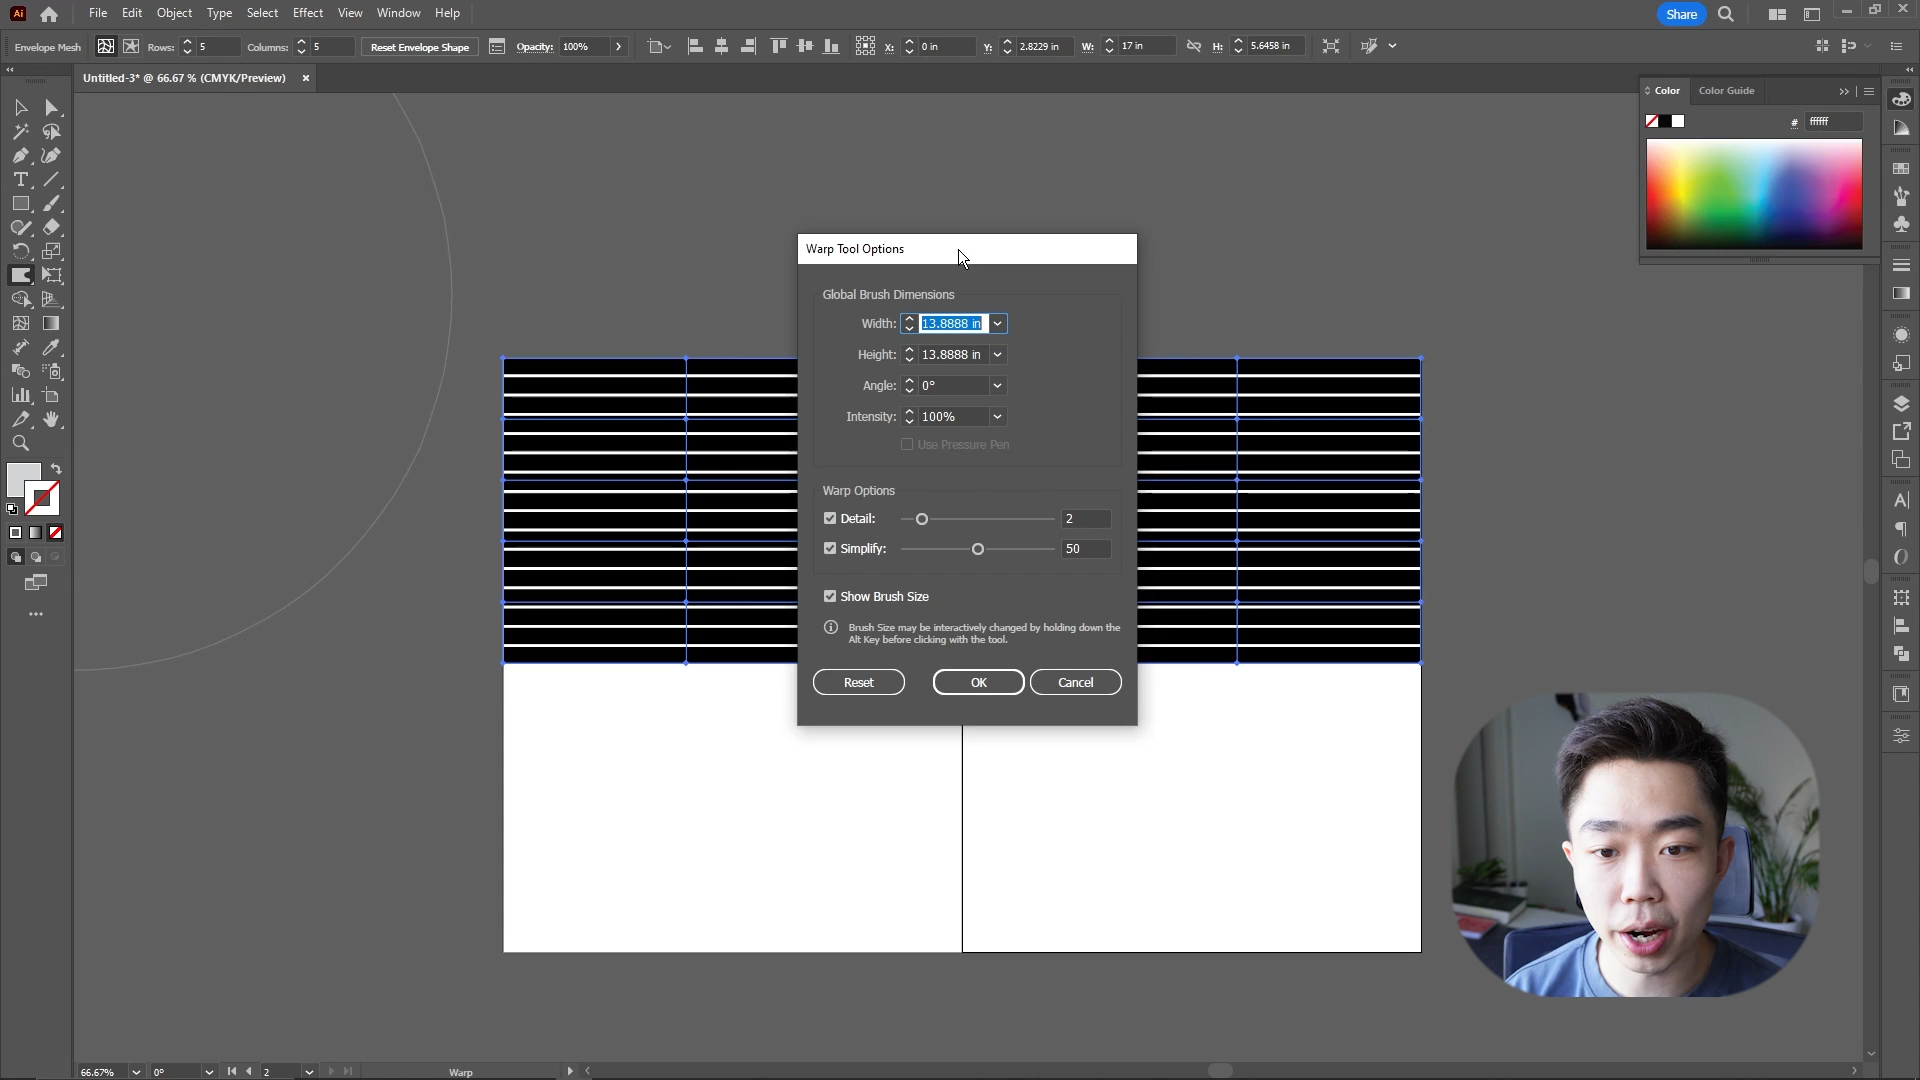 Ai File Edit Object Type Select Effect View Window Help Share
Envelope Mesh Rows: 5 Columns: 5 Reset Envelope Shape Opacity: 100% X: 0 in Y: 2.8229 in W: 17 in H: 5.6458 in
Untitled-3* @ 66.67 % (CMYK/Preview) ×
Color Color Guide
# ffffff
Warp Tool Options
Global Brush Dimensions
Width: 13.8888 in
Height: 13.8888 in
Angle: 0°
Intensity: 100%
Use Pressure Pen
Warp Options
Detail: 2
Simplify: 50
Show Brush Size
Brush Size may be interactively changed by holding down the
Alt Key before clicking with the tool.
Reset OK Cancel
66.67% 0° 2 Warp